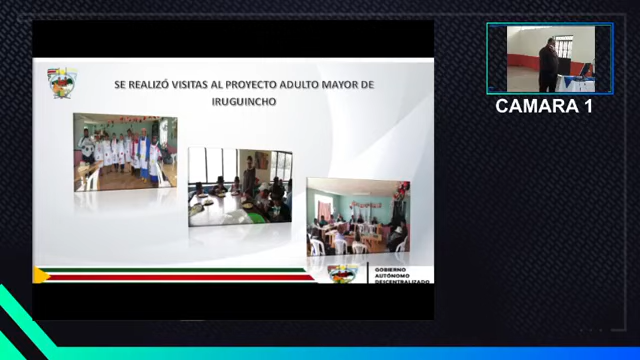 SE REALIZÓ VISITAS AL PROYECTO ADULTO MAYOR DE
IRUGUINCHO
CAMARA 1
GOBIERNO
AUTÓNOMO
DESCENTRALIZADO